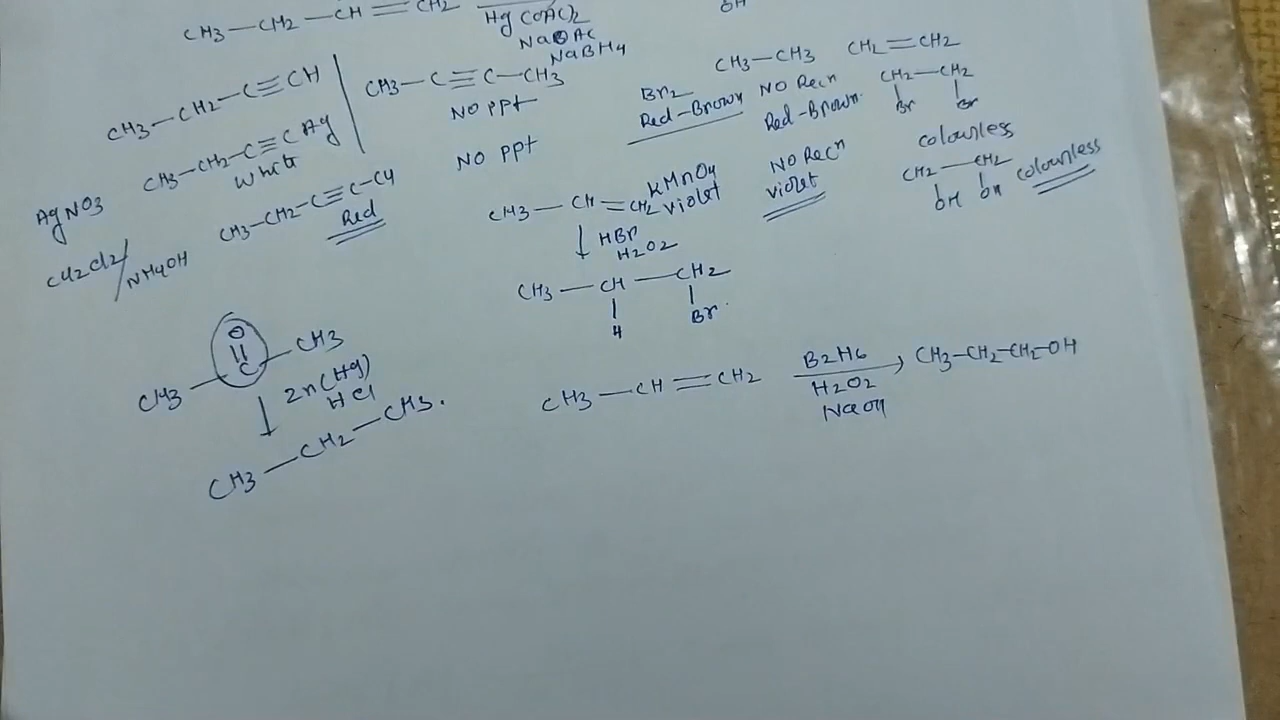 CH3—CH2—CH=CH2
Hg(OAc)2
NaOAc
NaBH4
OH
CH3—CH2—C≡CH
CH3—C≡C—CH3
NO PPt
AgNO3
CH3—CH2—C≡CAg
White
NO PPt
Cu2Cl2/NH4OH
CH3—CH2—C≡C—Cu
Red
CH3—CH3
CH2=CH2
Br2
Red-Brown
NO Recn
Red-Brown.
CH2—CH2
Br Br
colourless
CH3—CH=CH2
KMnO4
violet
NO Recn
violet
CH2—CH2
OH OH
colourless
↓ HBr
H2O2
CH3—CH—CH2
H Br.
O
||
CH3—C—CH3
↓ Zn(Hg)
HCl
CH3—CH2—CH3.
CH3—CH=CH2
B2H6
H2O2
NaOH
→ CH3-CH2-CH2-OH